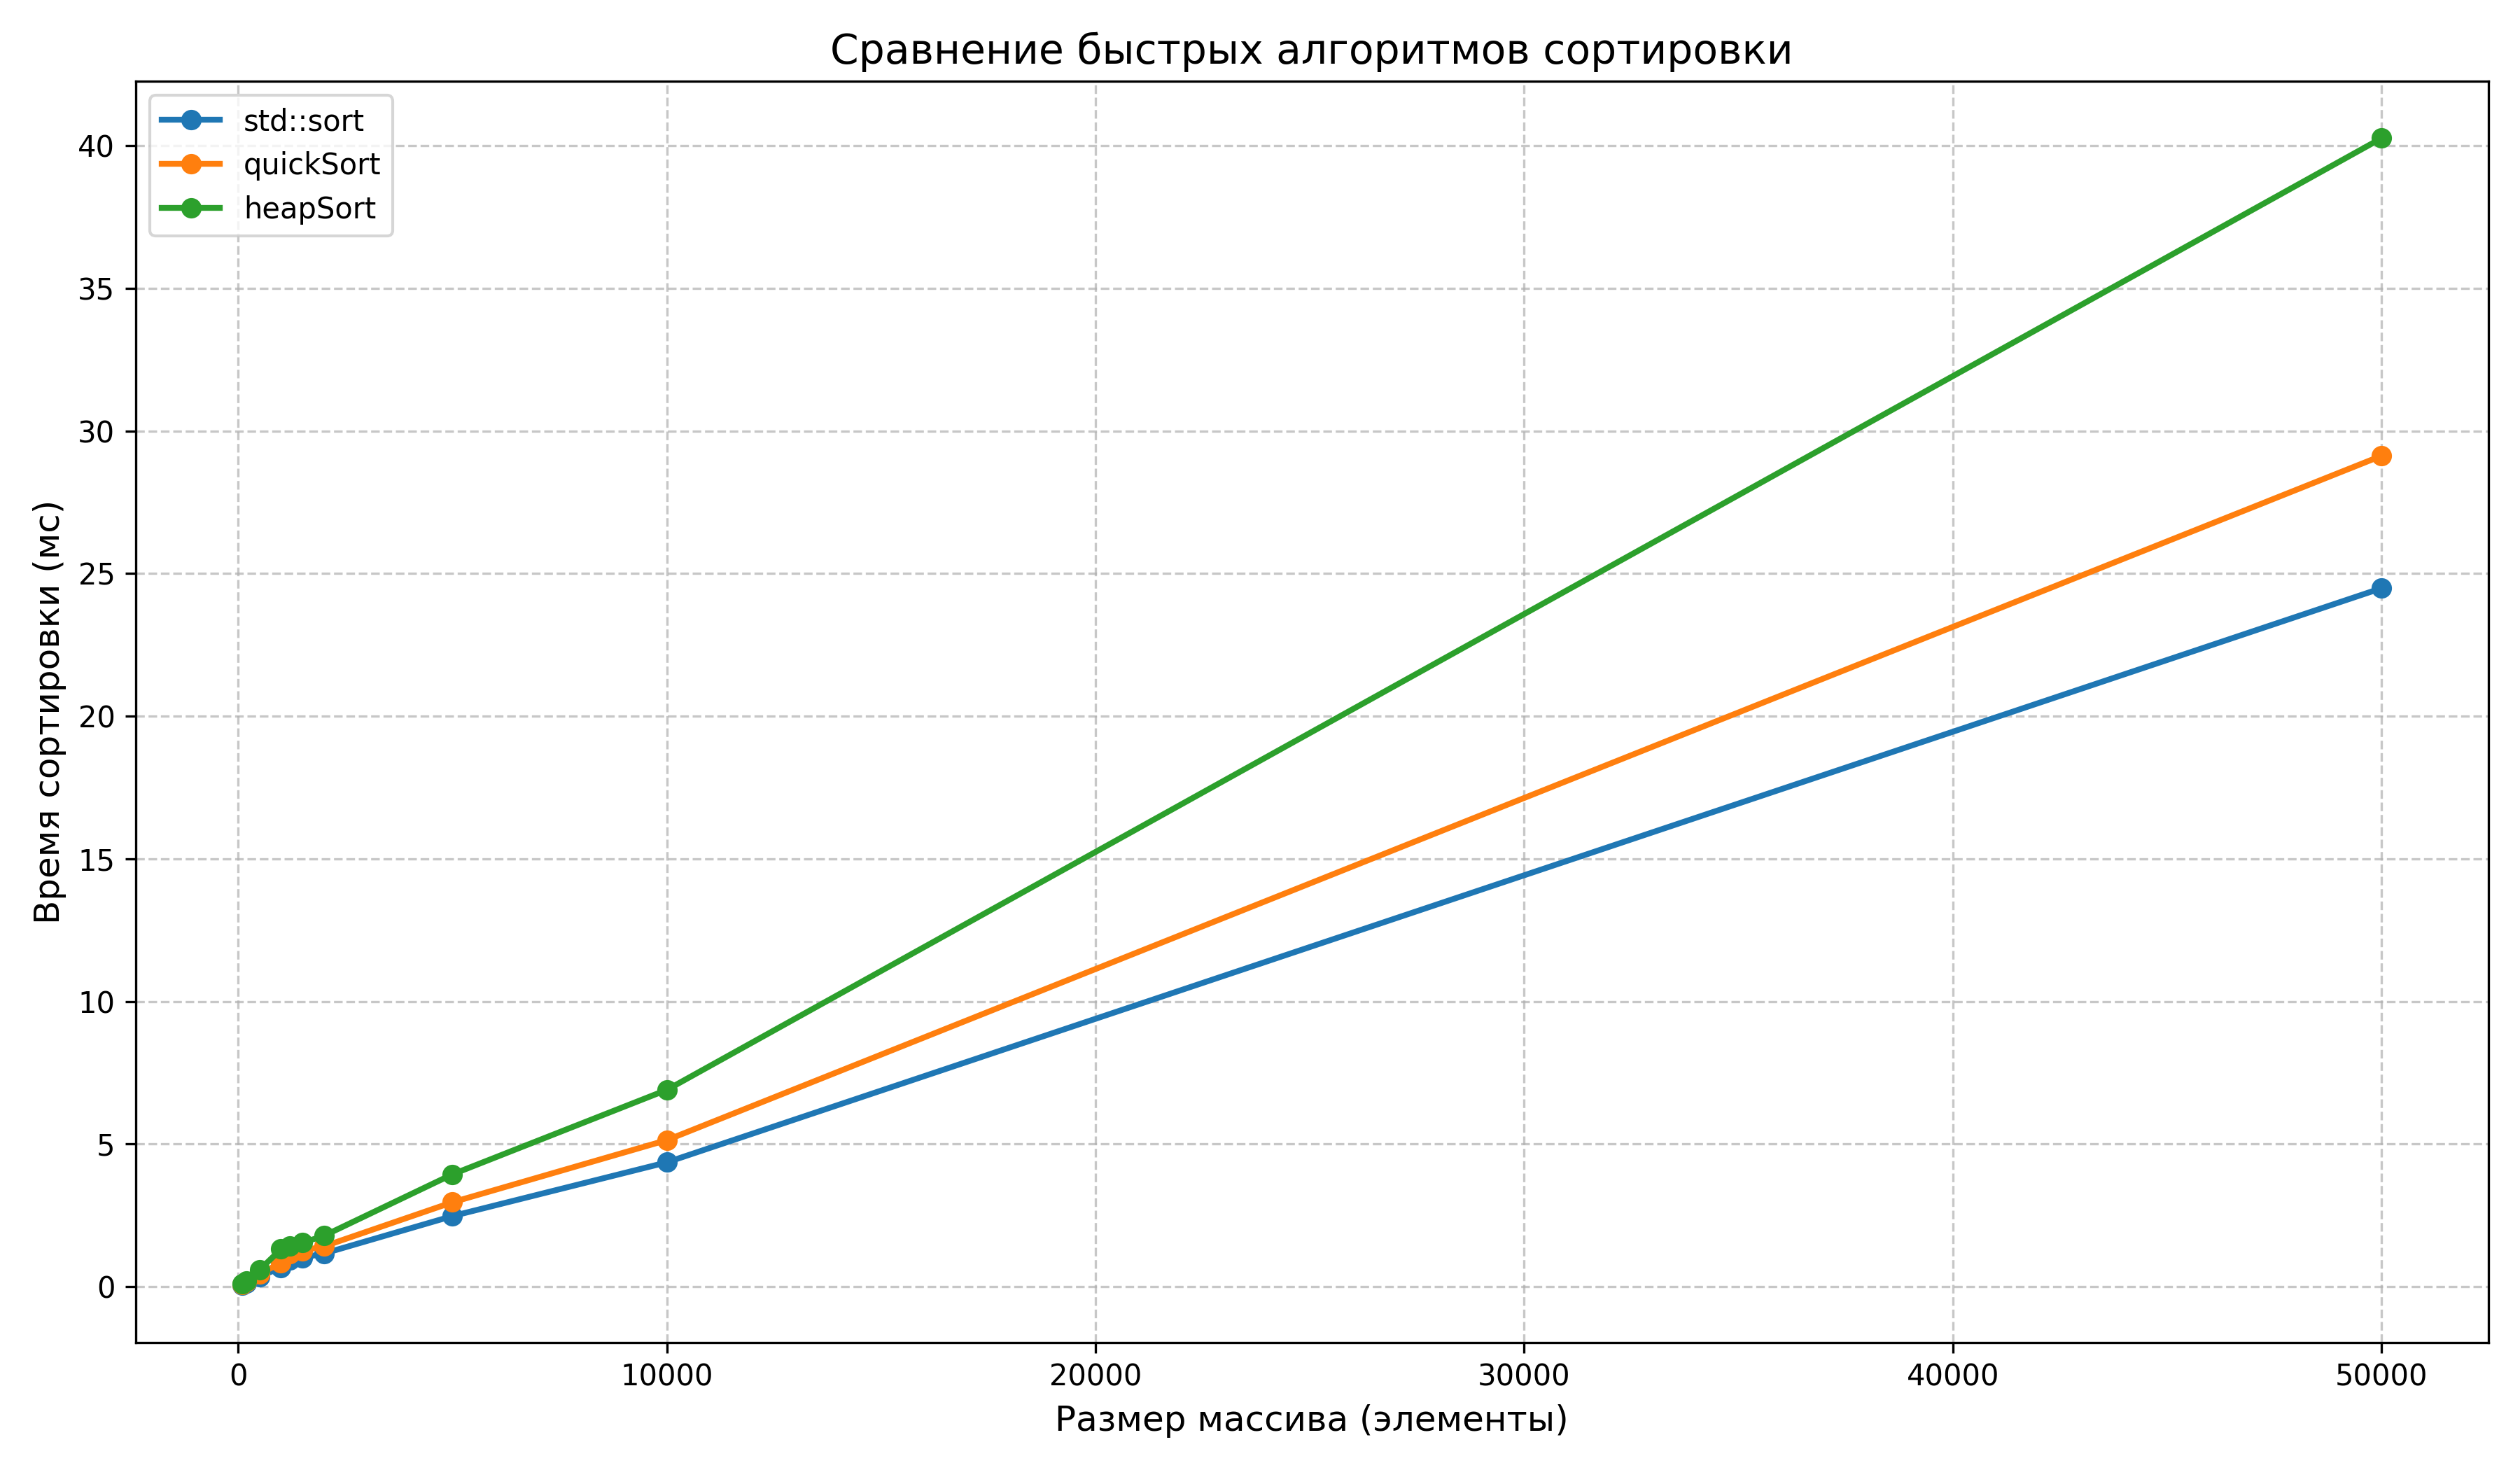 Сравнение быстрых алгоритмов сортировки
std::sort
quickSort
heapSort
40
35
30
25
20
15
10
5
0
Время сортировки (мс)
0 10000 20000 30000 40000 50000
Размер массива (элементы)